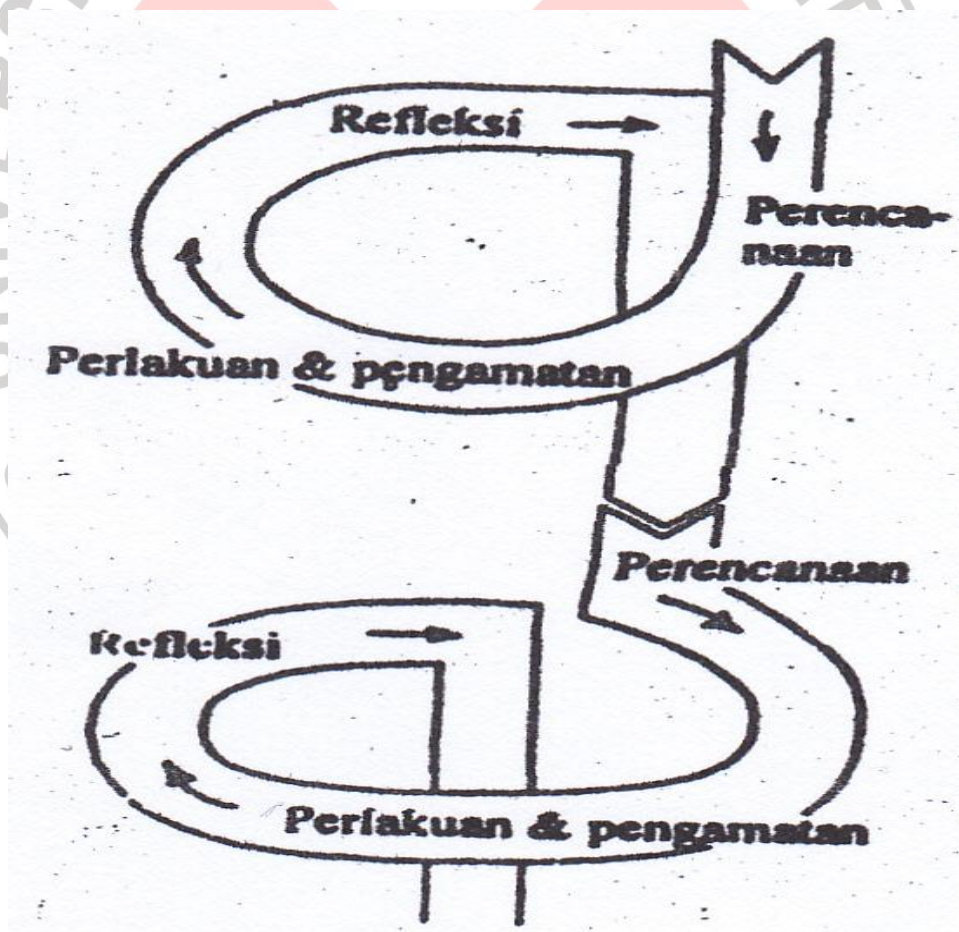 Refleksi
Perenca-
naan
Perlakuan & pengamatan
Perencanaan
Refleksi
Perlakuan & pengamatan